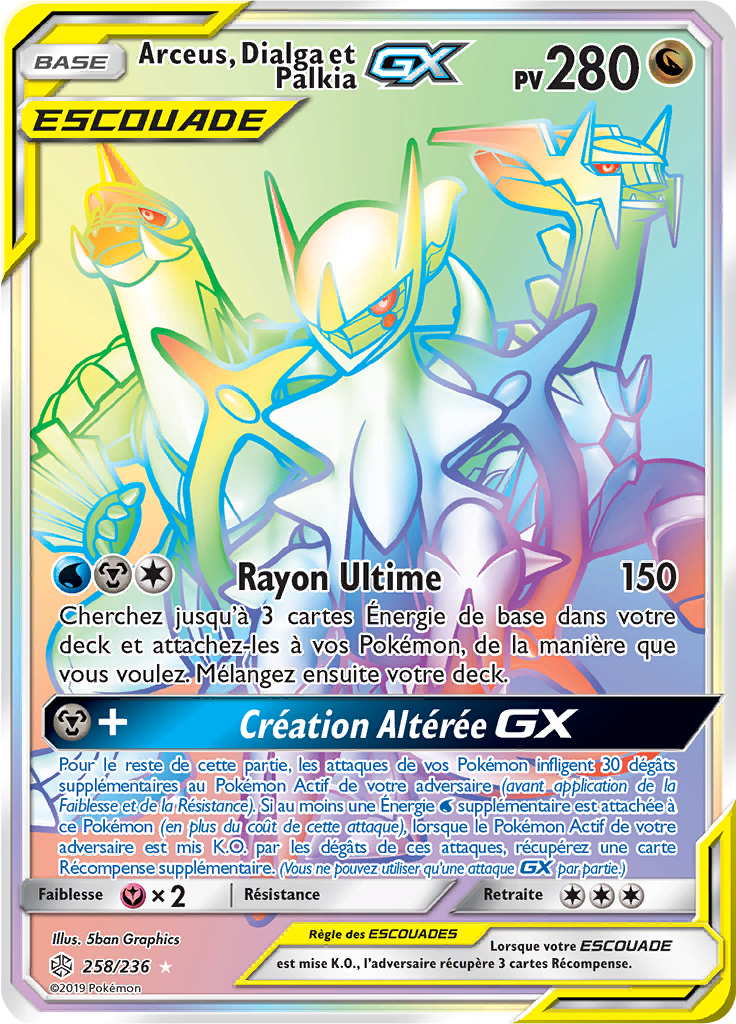 BASE
Arceus, Dialga et
Palkia GX
PV 280
ESCOUADE
Rayon Ultime 150
Cherchez jusqu'à 3 cartes Énergie de base dans votre
deck et attachez-les à vos Pokémon, de la manière que
vous voulez. Mélangez ensuite votre deck.
+ Création Altérée GX
Pour le reste de cette partie, les attaques de vos Pokémon infligent 30 dégâts
supplémentaires au Pokémon Actif de votre adversaire (avant application de la
Faiblesse et de la Résistance). Si au moins une Énergie supplémentaire est attachée à
ce Pokémon (en plus du coût de cette attaque), lorsque le Pokémon Actif de votre
adversaire est mis K.O. par les dégâts de ces attaques, récupérez une carte
Récompense supplémentaire. (Vous ne pouvez utiliser qu'une attaque GX par partie.)
Faiblesse ×2 Résistance Retraite
Illus. 5ban Graphics
258/236
©2019 Pokémon
Règle des ESCOUADES
Lorsque votre ESCOUADE
est mise K.O., l'adversaire récupère 3 cartes Récompense.